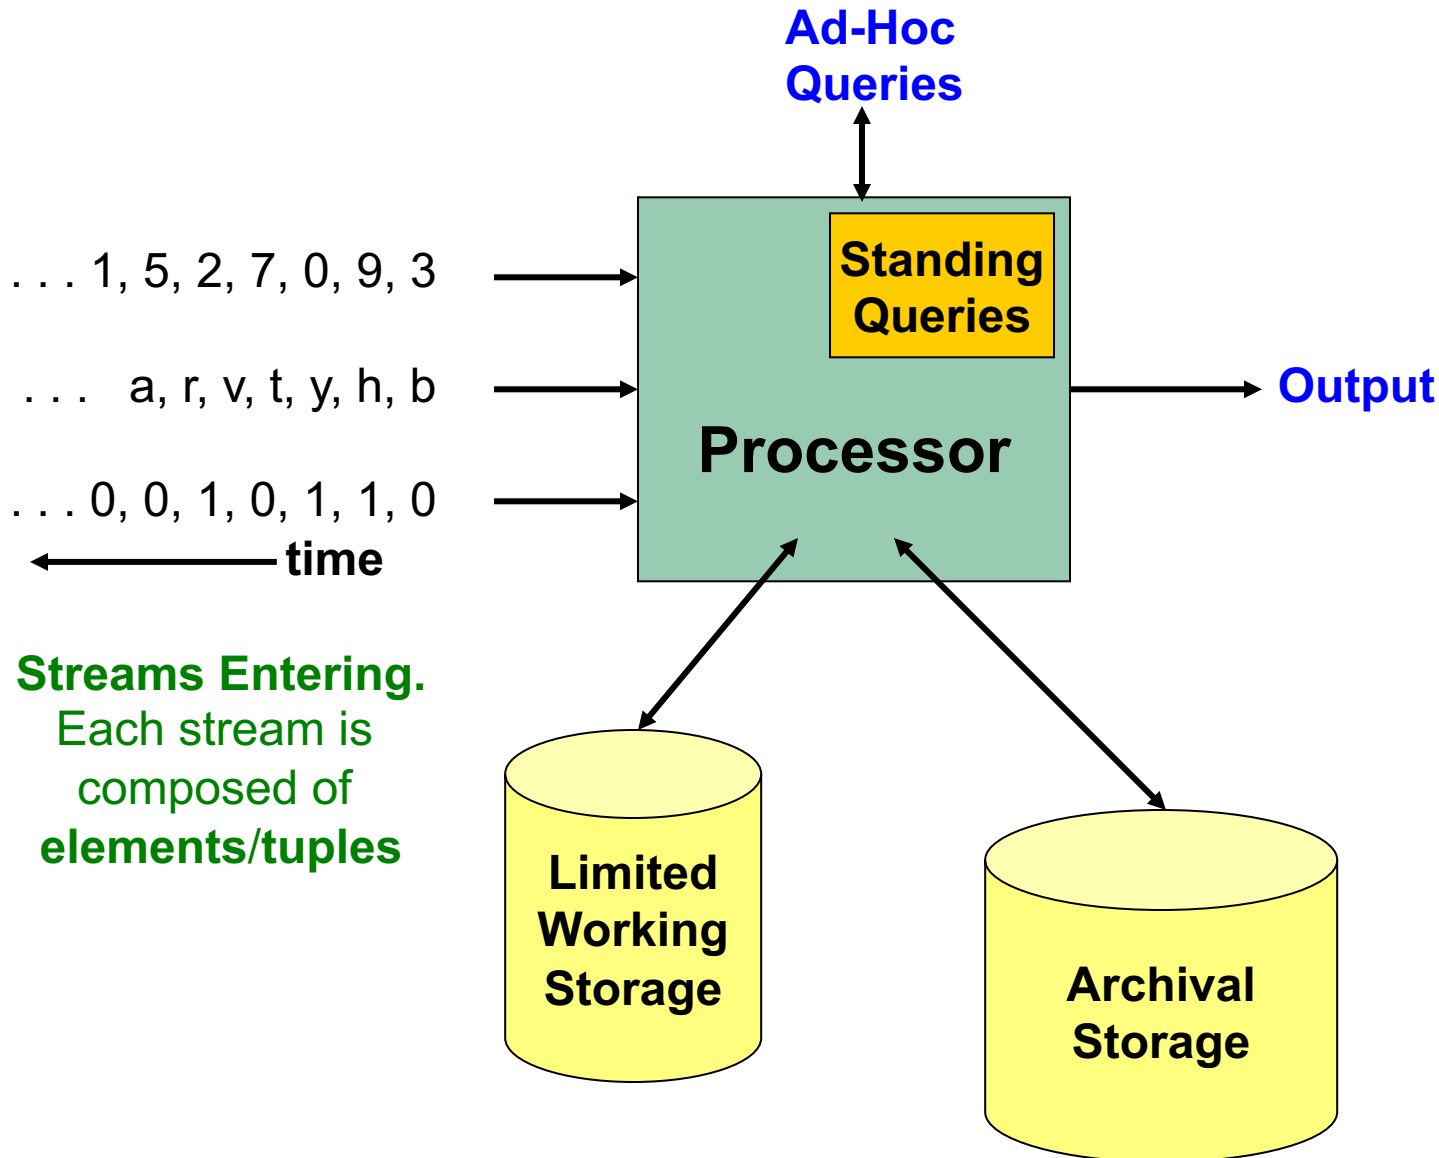 Ad-Hoc
Queries
Standing
Queries
Processor
. . . 1, 5, 2, 7, 0, 9, 3
. . . a, r, v, t, y, h, b
. . . 0, 0, 1, 0, 1, 1, 0
time
Output
Streams Entering.
Each stream is
composed of
elements/tuples
Limited
Working
Storage
Archival
Storage